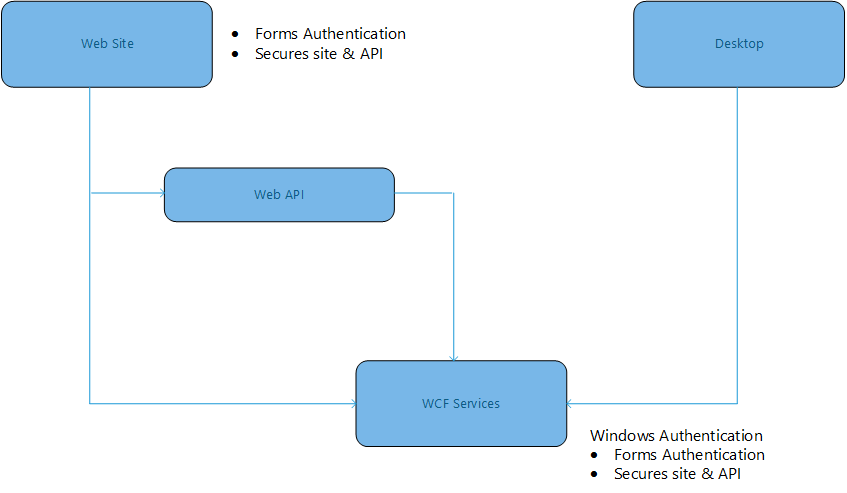 Web Site
• Forms Authentication
• Secures site & API
Desktop
Web API
WCF Services
Windows Authentication
• Forms Authentication
• Secures site & API